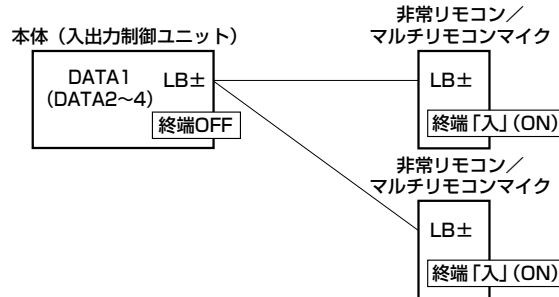 本体（入出力制御ユニット）
DATA1
（DATA2〜4）
LB±
終端OFF
非常リモコン／
マルチリモコンマイク
LB±
終端「入」（ON）
非常リモコン／
マルチリモコンマイク
LB±
終端「入」（ON）